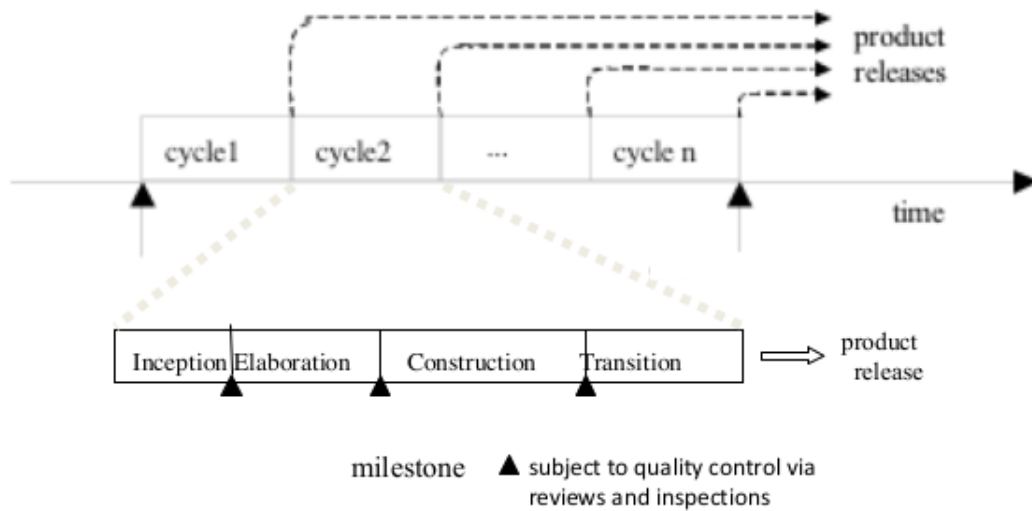 product
releases
cycle1
cycle2
...
cycle n
time
Inception
Elaboration
Construction
Transition
product
release
milestone
subject to quality control via
reviews and inspections